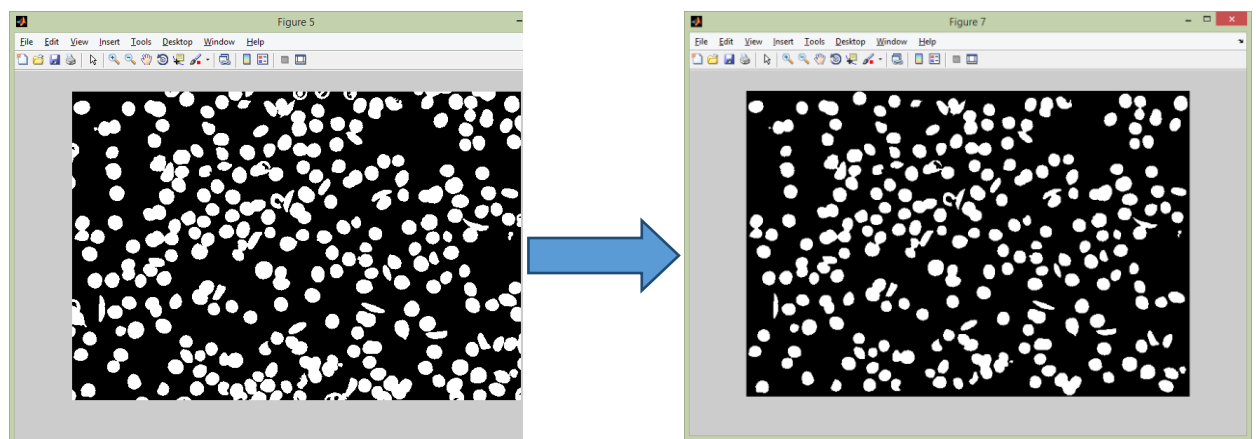 Figure 5
File Edit View Insert Tools Desktop Window Help
Figure 7
File Edit View Insert Tools Desktop Window Help